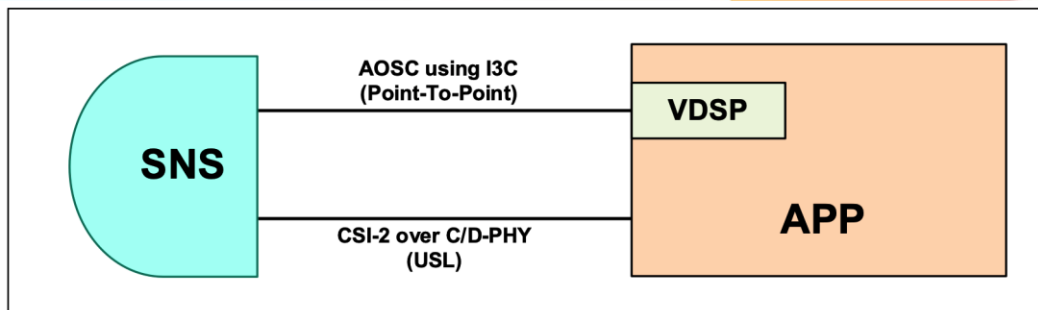 SNS
AOSC using I3C
(Point-To-Point)
VDSP
APP
CSI-2 over C/D-PHY
(USL)